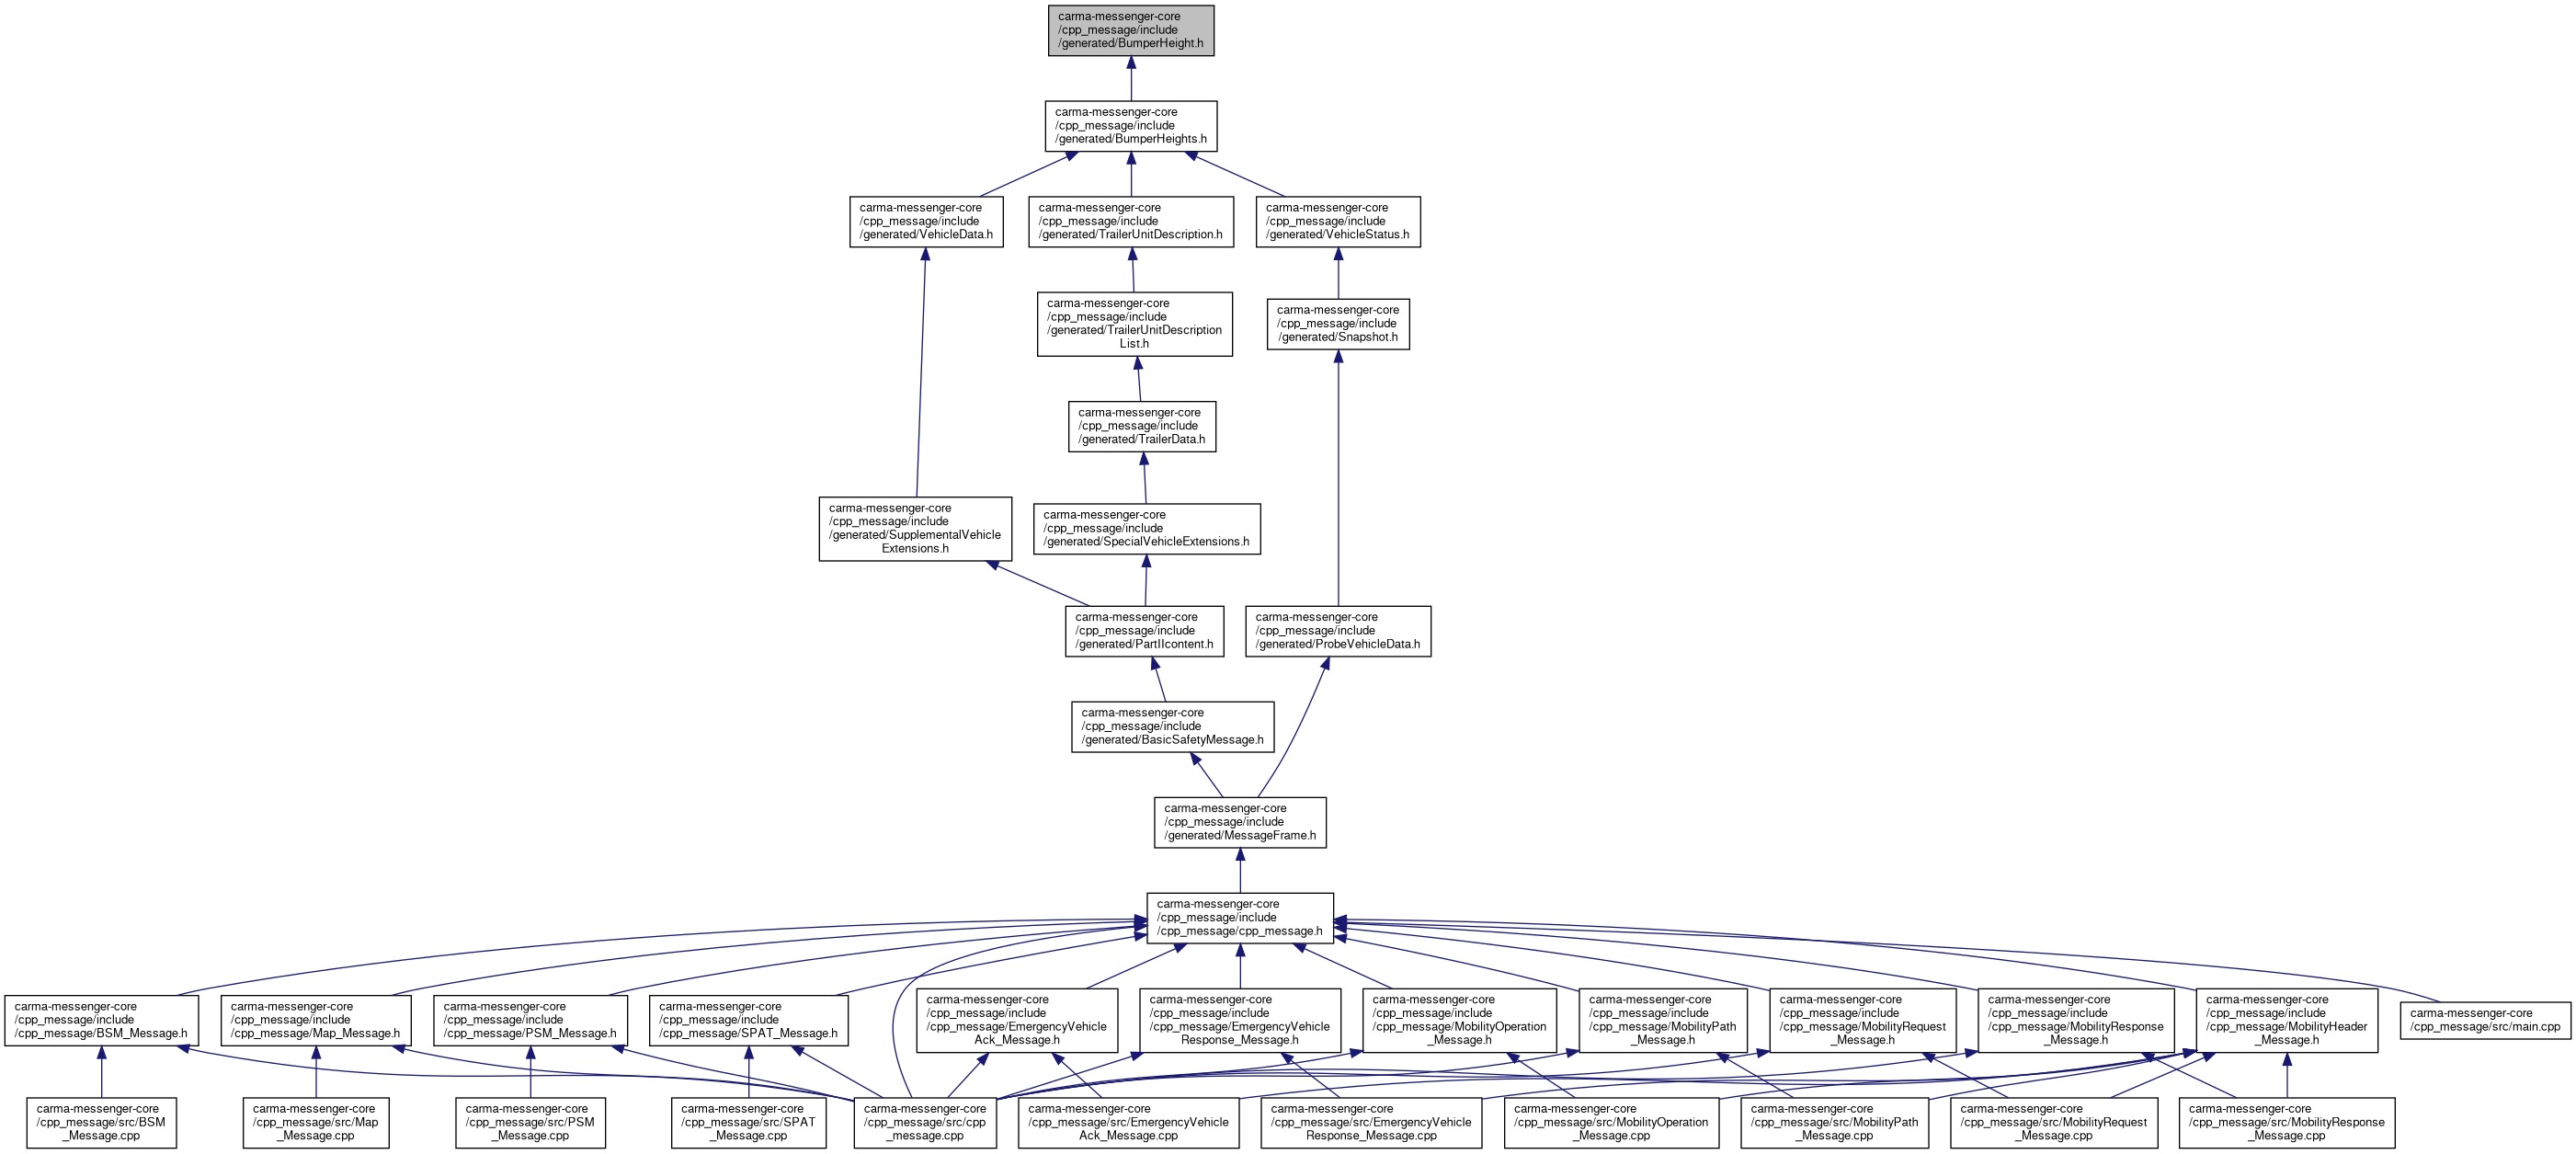 carma-messenger-core
/cpp_message/include
/generated/BumperHeight.h
carma-messenger-core
/cpp_message/include
/generated/BumperHeights.h
carma-messenger-core
/cpp_message/include
/generated/VehicleData.h
carma-messenger-core
/cpp_message/include
/generated/TrailerUnitDescription.h
carma-messenger-core
/cpp_message/include
/generated/VehicleStatus.h
carma-messenger-core
/cpp_message/include
/generated/TrailerUnitDescription
List.h
carma-messenger-core
/cpp_message/include
/generated/Snapshot.h
carma-messenger-core
/cpp_message/include
/generated/TrailerData.h
carma-messenger-core
/cpp_message/include
/generated/SupplementalVehicle
Extensions.h
carma-messenger-core
/cpp_message/include
/generated/SpecialVehicleExtensions.h
carma-messenger-core
/cpp_message/include
/generated/PartIIcontent.h
carma-messenger-core
/cpp_message/include
/generated/ProbeVehicleData.h
carma-messenger-core
/cpp_message/include
/generated/BasicSafetyMessage.h
carma-messenger-core
/cpp_message/include
/generated/MessageFrame.h
carma-messenger-core
/cpp_message/include
/cpp_message/cpp_message.h
carma-messenger-core
/cpp_message/include
/cpp_message/BSM_Message.h
carma-messenger-core
/cpp_message/include
/cpp_message/Map_Message.h
carma-messenger-core
/cpp_message/include
/cpp_message/PSM_Message.h
carma-messenger-core
/cpp_message/include
/cpp_message/SPAT_Message.h
carma-messenger-core
/cpp_message/include
/cpp_message/EmergencyVehicle
Ack_Message.h
carma-messenger-core
/cpp_message/include
/cpp_message/EmergencyVehicle
Response_Message.h
carma-messenger-core
/cpp_message/include
/cpp_message/MobilityOperation
_Message.h
carma-messenger-core
/cpp_message/include
/cpp_message/MobilityPath
_Message.h
carma-messenger-core
/cpp_message/include
/cpp_message/MobilityRequest
_Message.h
carma-messenger-core
/cpp_message/include
/cpp_message/MobilityResponse
_Message.h
carma-messenger-core
/cpp_message/include
/cpp_message/MobilityHeader
_Message.h
carma-messenger-core
/cpp_message/src/main.cpp
carma-messenger-core
/cpp_message/src/BSM
_Message.cpp
carma-messenger-core
/cpp_message/src/Map
_Message.cpp
carma-messenger-core
/cpp_message/src/PSM
_Message.cpp
carma-messenger-core
/cpp_message/src/SPAT
_Message.cpp
carma-messenger-core
/cpp_message/src/cpp
_message.cpp
carma-messenger-core
/cpp_message/src/EmergencyVehicle
Ack_Message.cpp
carma-messenger-core
/cpp_message/src/EmergencyVehicle
Response_Message.cpp
carma-messenger-core
/cpp_message/src/MobilityOperation
_Message.cpp
carma-messenger-core
/cpp_message/src/MobilityPath
_Message.cpp
carma-messenger-core
/cpp_message/src/MobilityRequest
_Message.cpp
carma-messenger-core
/cpp_message/src/MobilityResponse
_Message.cpp